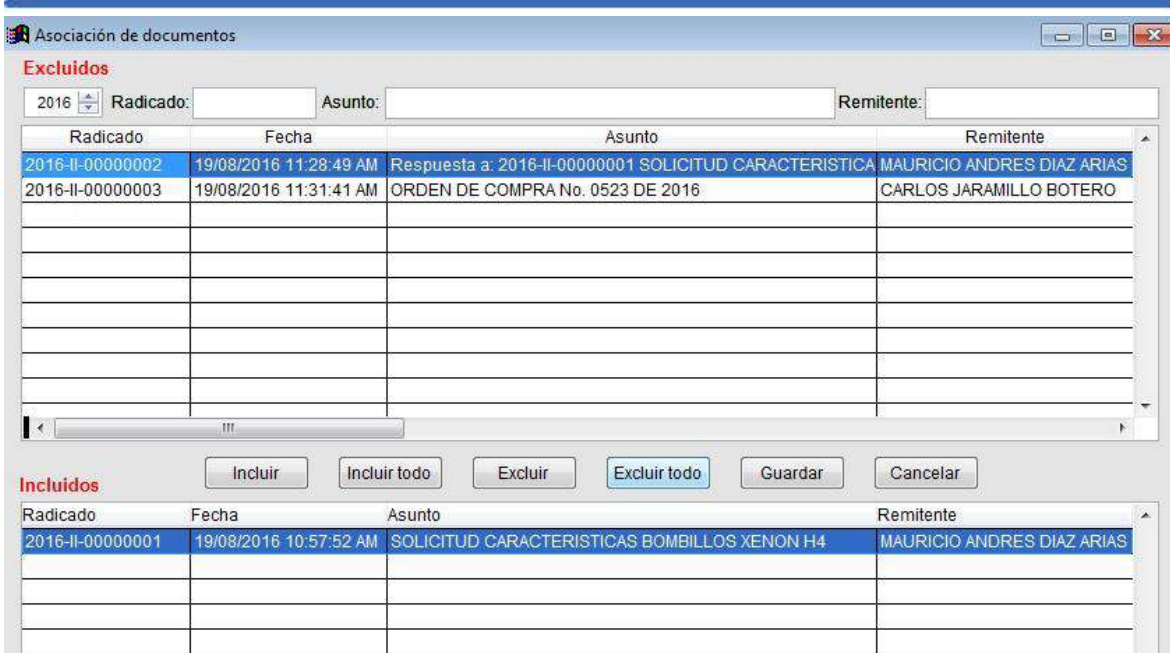 Asociación de documentos
Excluidos
2016 Radicado: Asunto: Remitente:
Radicado Fecha Asunto Remitente
2016-II-00000002 19/08/2016 11:28:49 AM Respuesta a: 2016-II-00000001 SOLICITUD CARACTERISTICA MAURICIO ANDRES DIAZ ARIAS
2016-II-00000003 19/08/2016 11:31:41 AM ORDEN DE COMPRA No. 0523 DE 2016 CARLOS JARAMILLO BOTERO
Incluir Incluir todo Excluir Excluir todo Guardar Cancelar
Incluidos
Radicado Fecha Asunto Remitente
2016-II-00000001 19/08/2016 10:57:52 AM SOLICITUD CARACTERISTICAS BOMBILLOS XENON H4 MAURICIO ANDRES DIAZ ARIAS